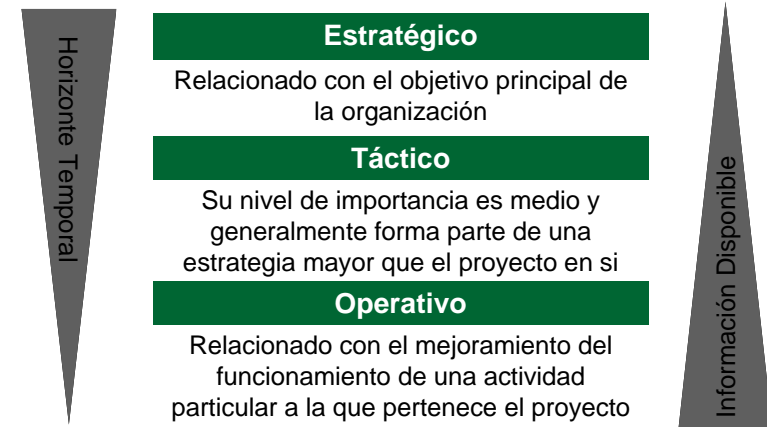 Horizonte Temporal
Estratégico
Relacionado con el objetivo principal de
la organización
Táctico
Su nivel de importancia es medio y
generalmente forma parte de una
estrategia mayor que el proyecto en si
Operativo
Relacionado con el mejoramiento del
funcionamiento de una actividad
particular a la que pertenece el proyecto
Información Disponible